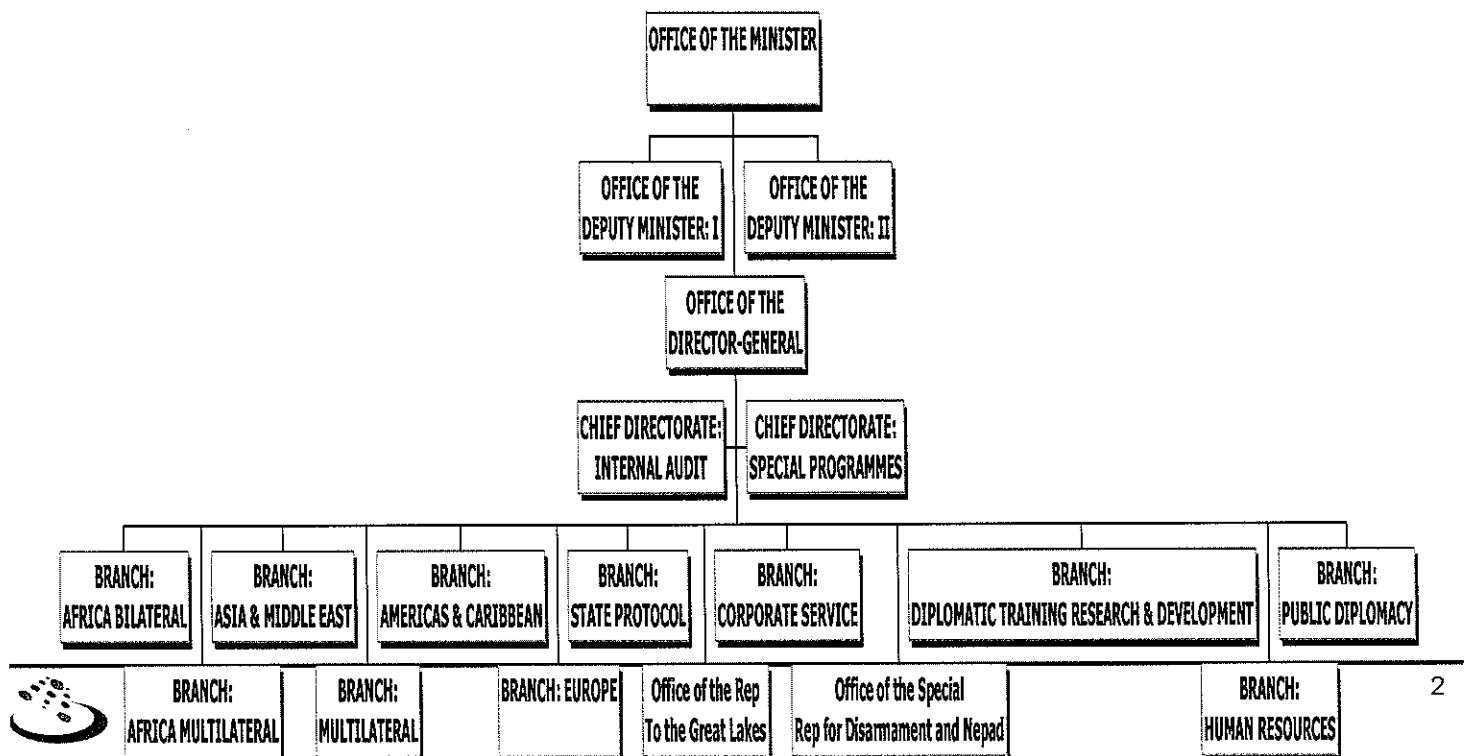 OFFICE OF THE MINISTER
OFFICE OF THE
DEPUTY MINISTER: I
OFFICE OF THE
DEPUTY MINISTER: II
OFFICE OF THE
DIRECTOR-GENERAL
CHIEF DIRECTORATE:
INTERNAL AUDIT
CHIEF DIRECTORATE:
SPECIAL PROGRAMMES
BRANCH:
AFRICA BILATERAL
BRANCH:
ASIA & MIDDLE EAST
BRANCH:
AMERICAS & CARIBBEAN
BRANCH:
STATE PROTOCOL
BRANCH:
CORPORATE SERVICE
BRANCH:
DIPLOMATIC TRAINING RESEARCH & DEVELOPMENT
BRANCH:
PUBLIC DIPLOMACY
BRANCH:
AFRICA MULTILATERAL
BRANCH:
MULTILATERAL
BRANCH: EUROPE
Office of the Rep
To the Great Lakes
Office of the Special
Rep for Disarmament and Nepad
BRANCH:
HUMAN RESOURCES
2